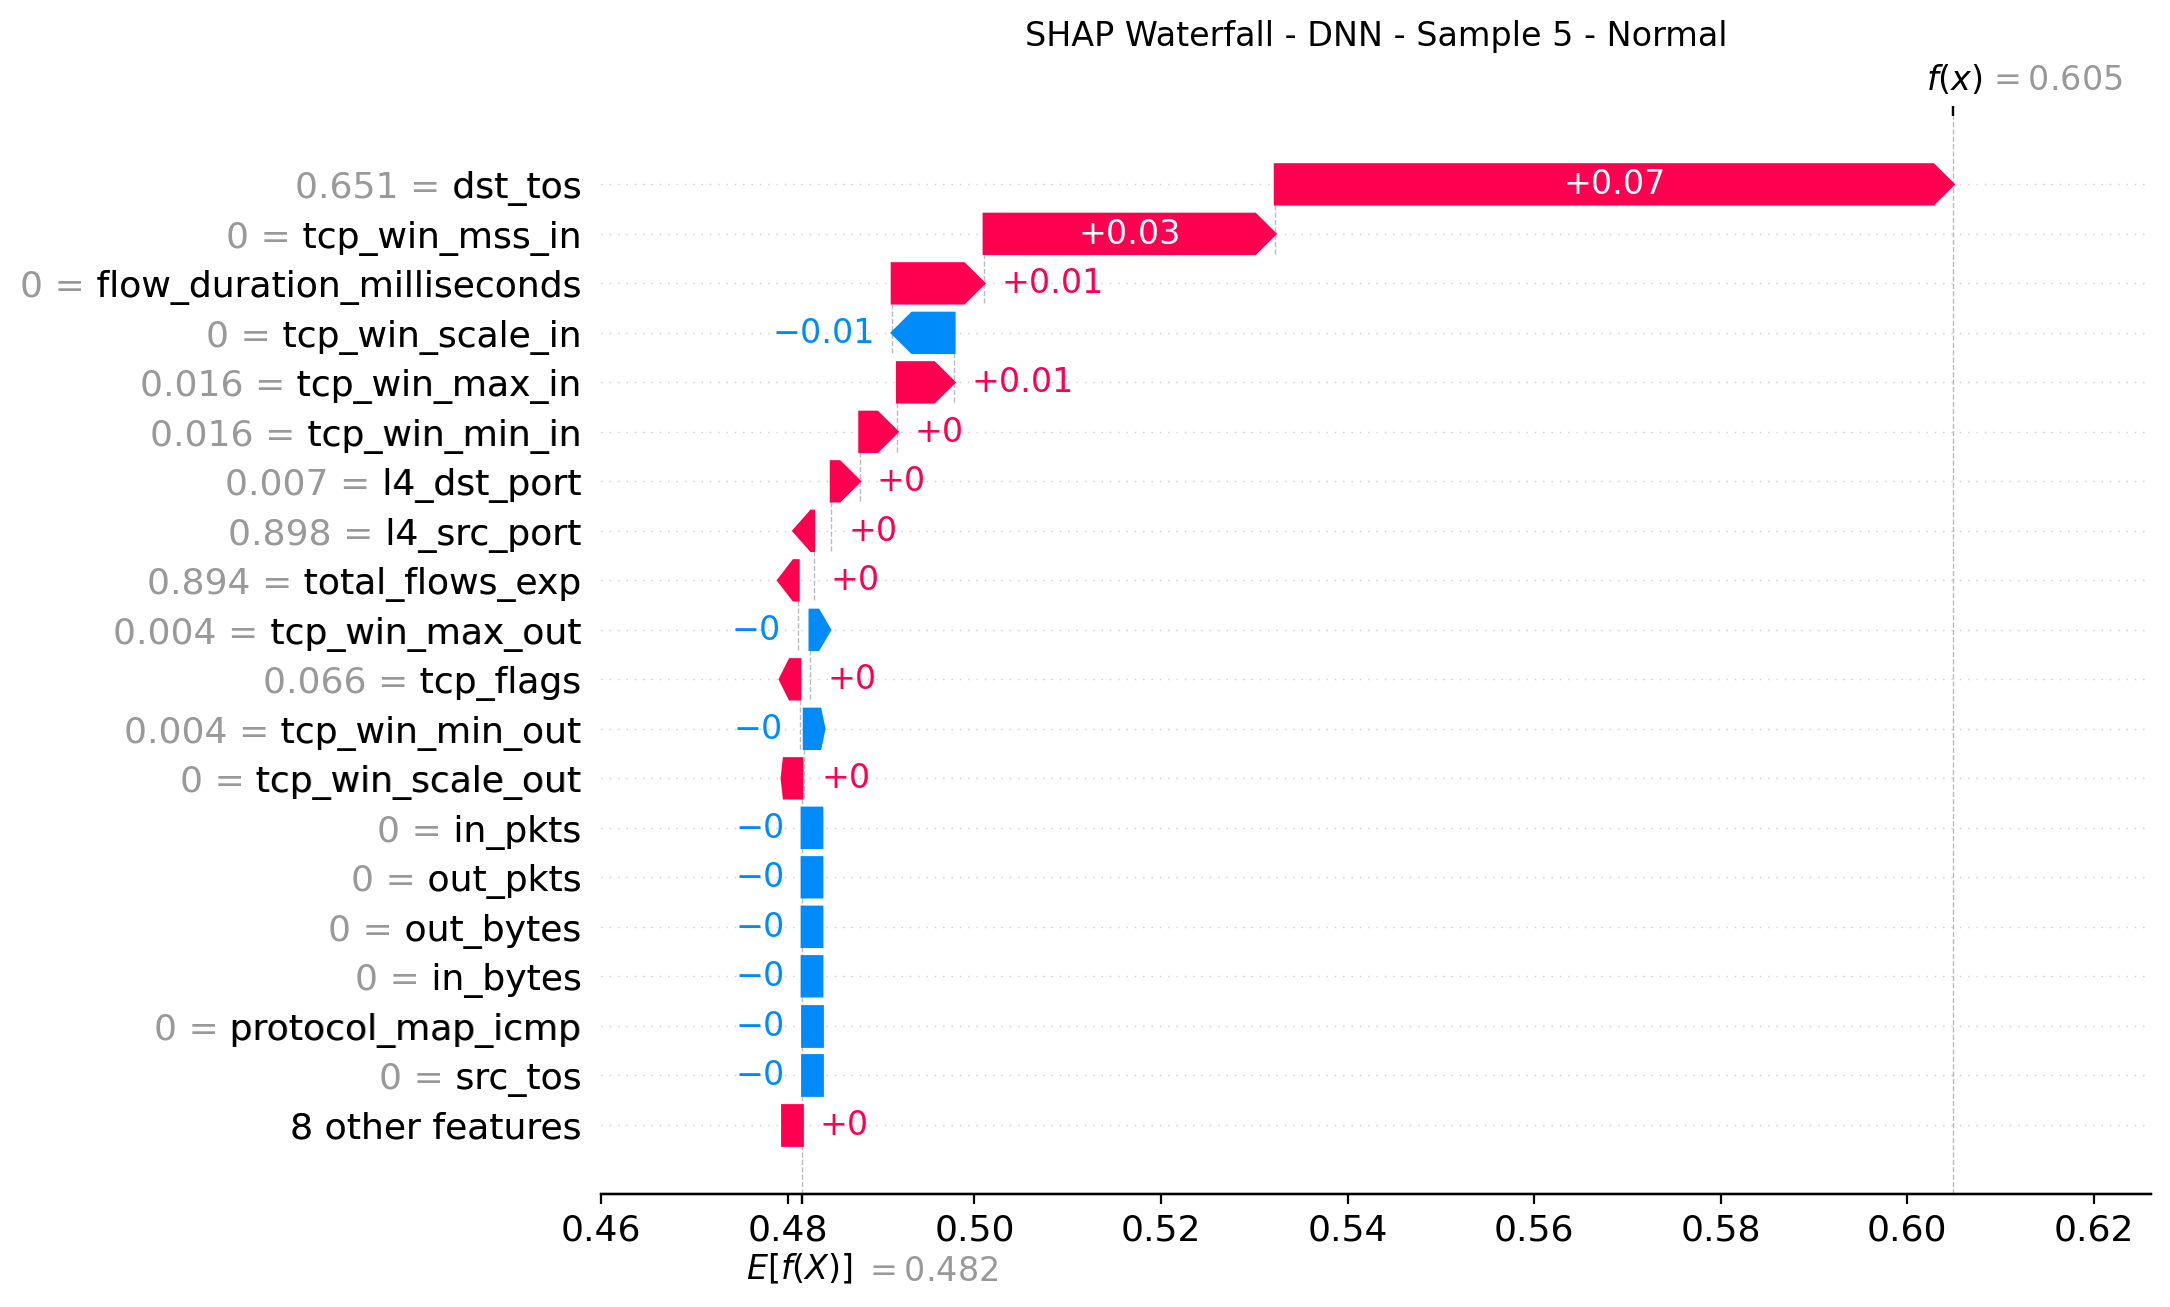 SHAP Waterfall - DNN - Sample 5 - Normal
f(x) = 0.605
0.651 = dst_tos +0.07
0 = tcp_win_mss_in +0.03
0 = flow_duration_milliseconds +0.01
0 = tcp_win_scale_in −0.01
0.016 = tcp_win_max_in +0.01
0.016 = tcp_win_min_in +0
0.007 = l4_dst_port +0
0.898 = l4_src_port +0
0.894 = total_flows_exp +0
0.004 = tcp_win_max_out −0
0.066 = tcp_flags +0
0.004 = tcp_win_min_out −0
0 = tcp_win_scale_out +0
0 = in_pkts −0
0 = out_pkts −0
0 = out_bytes −0
0 = in_bytes −0
0 = protocol_map_icmp −0
0 = src_tos −0
8 other features +0
0.46 0.48 0.50 0.52 0.54 0.56 0.58 0.60 0.62
E[f(X)] = 0.482